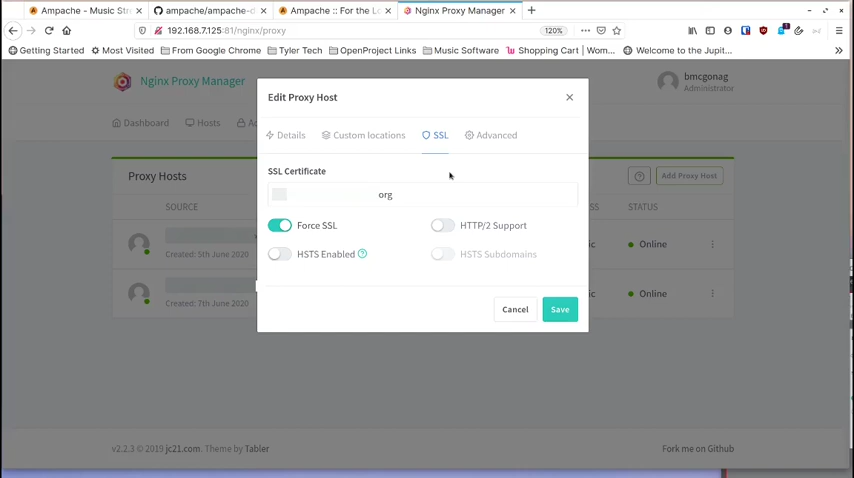 Ampache - Music Str
ampache/ampache-d
Ampache :: For the Lo
Nginx Proxy Manager
192.168.7.125:81/nginx/proxy
120%
Getting Started
Most Visited
From Google Chrome
Tyler Tech
OpenProject Links
Music Software
Shopping Cart | Wom...
Welcome to the Jupit...
Nginx Proxy Manager
bmcgonag
Administrator
Dashboard
Hosts
Edit Proxy Host
Details
Custom locations
SSL
Advanced
Proxy Hosts
Add Proxy Host
SSL Certificate
org
SOURCE
SS
STATUS
Force SSL
HTTP/2 Support
HSTS Enabled
HSTS Subdomains
Created: 5th June 2020
ic
Online
Created: 7th June 2020
ic
Online
Cancel
Save
v2.2.3 © 2019 jc21.com. Theme by Tabler
Fork me on Github